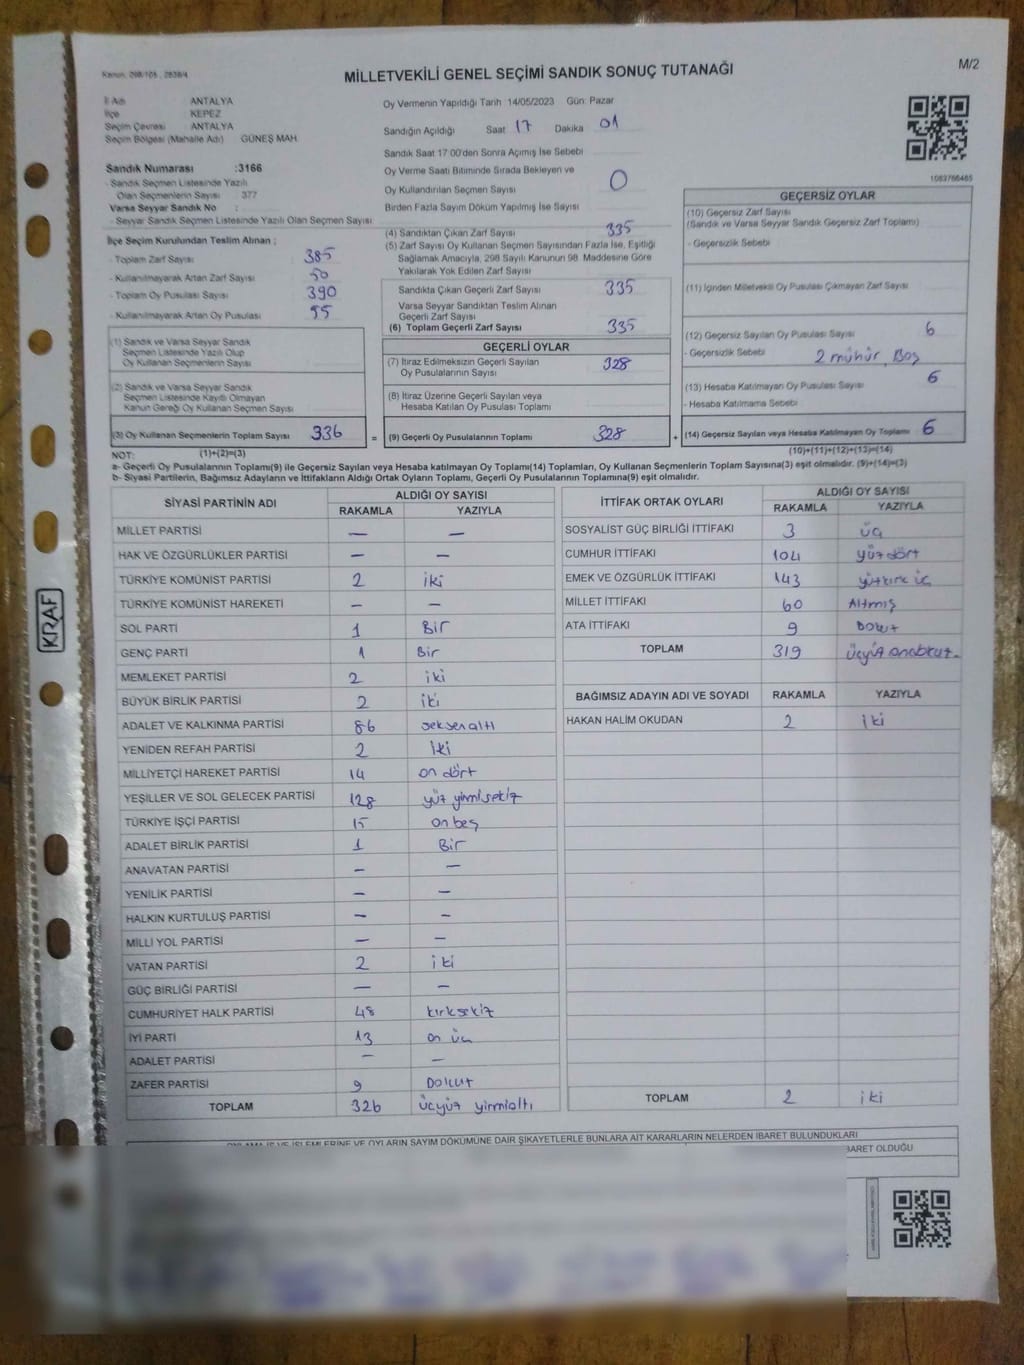 Kanun: 298/105 , 2839/4
MİLLETVEKİLİ GENEL SEÇİMİ SANDIK SONUÇ TUTANAĞI
M/2
İl Adı ANTALYA
İlçe KEPEZ
Seçim Çevresi ANTALYA
Seçim Bölgesi (Mahalle Adı) GÜNEŞ MAH
Oy Vermenin Yapıldığı Tarih 14/05/2023 Gün: Pazar
Sandığın Açıldığı Saat 17 Dakika 01
Sandık Saat 17:00'den Sonra Açımış İse Sebebi
Sandık Numarası :3166
- Sandık Seçmen Listesinde Yazılı
Olan Seçmenlerin Sayısı 377
Varsa Seyyar Sandık No :
- Seyyar Sandık Seçmen Listesinde Yazılı Olan Seçmen Sayısı
Oy Verme Saati Bitiminde Sırada Bekleyen ve
Oy Kullandırılan Seçmen Sayısı 0
Birden Fazla Sayım Döküm Yapılmış İse Sayısı
1083766465
İlçe Seçim Kurulundan Teslim Alınan ;
- Toplam Zarf Sayısı 385
- Kullanılmayarak Artan Zarf Sayısı 50
- Toplam Oy Pusulası Sayısı 390
- Kullanılmayarak Artan Oy Pusulası 55
(4) Sandıktan Çıkan Zarf Sayısı 335
(5) Zarf Sayısı Oy Kullanan Seçmen Sayısından Fazla İse, Eşitliği
Sağlamak Amacıyla, 298 Sayılı Kanunun 98. Maddesine Göre
Yakılarak Yok Edilen Zarf Sayısı
Sandıkta Çıkan Geçerli Zarf Sayısı 335
Varsa Seyyar Sandıktan Teslim Alınan
Geçerli Zarf Sayısı
(6) Toplam Geçerli Zarf Sayısı 335
GEÇERSİZ OYLAR
(10) Geçersiz Zarf Sayısı
(Sandık ve Varsa Seyyar Sandık Geçersiz Zarf Toplamı)
- Geçersizlik Sebebi
(11) İçinden Milletvekili Oy Pusulası Çıkmayan Zarf Sayısı
(12) Geçersiz Sayılan Oy Pusulası Sayısı 6
- Geçersizlik Sebebi 2 mühür, Boş
(13) Hesaba Katılmayan Oy Pusulası Sayısı 6
- Hesaba Katılmama Sebebi
(1) Sandık ve Varsa Seyyar Sandık
Seçmen Listesinde Yazılı Olup
Oy Kullanan Seçmenlerin Sayısı
(2) Sandık ve Varsa Seyyar Sandık
Seçmen Listesinde Kayıtlı Olmayan
Kanun Gereği Oy Kullanan Seçmen Sayısı
GEÇERLİ OYLAR
(7) İtiraz Edilmeksizin Geçerli Sayılan
Oy Pusulalarının Sayısı 328
(8) İtiraz Üzerine Geçerli Sayılan veya
Hesaba Katılan Oy Pusulası Toplamı
(3) Oy Kullanan Seçmenlerin Toplam Sayısı 336 = (9) Geçerli Oy Pusulalarının Toplamı 328 + (14) Geçersiz Sayılan veya Hesaba Katılmayan Oy Toplamı 6
NOT: (1)+(2)=(3) (10)+(11)+(12)+(13)=(14)
a- Geçerli Oy Pusulalarının Toplamı(9) ile Geçersiz Sayılan veya Hesaba katılmayan Oy Toplamı(14) Toplamları, Oy Kullanan Seçmenlerin Toplam Sayısına(3) eşit olmalıdır. (9)+(14)=(3)
b- Siyasi Partilerin, Bağımsız Adayların ve İttifakların Aldığı Oyların Toplamı, Geçerli Oy Pusulalarının Toplamına(9) eşit olmalıdır.
SİYASİ PARTİNİN ADI ALDIĞI OY SAYISI
RAKAMLA YAZIYLA
MİLLET PARTİSİ — —
HAK VE ÖZGÜRLÜKLER PARTİSİ — —
TÜRKİYE KOMÜNİST PARTİSİ 2 iki
TÜRKİYE KOMÜNİST HAREKETİ — —
SOL PARTİ 1 Bir
GENÇ PARTİ 1 Bir
MEMLEKET PARTİSİ 2 iki
BÜYÜK BİRLİK PARTİSİ 2 iki
ADALET VE KALKINMA PARTİSİ 86 seksenaltı
YENİDEN REFAH PARTİSİ 2 iki
MİLLİYETÇİ HAREKET PARTİSİ 14 on dört
YEŞİLLER VE SOL GELECEK PARTİSİ 128 yüz yirmisekiz
TÜRKİYE İŞÇİ PARTİSİ 15 onbeş
ADALET BİRLİK PARTİSİ 1 Bir
ANAVATAN PARTİSİ — —
YENİLİK PARTİSİ — —
HALKIN KURTULUŞ PARTİSİ — —
MİLLİ YOL PARTİSİ — —
VATAN PARTİSİ 2 iki
GÜÇ BİRLİĞİ PARTİSİ — —
CUMHURİYET HALK PARTİSİ 48 kırksekiz
İYİ PARTİ 13 on üç
ADALET PARTİSİ — —
ZAFER PARTİSİ 9 Dokuz
TOPLAM 326 üçyüz yirmialtı
İTTİFAK ORTAK OYLARI ALDIĞI OY SAYISI
RAKAMLA YAZIYLA
SOSYALİST GÜÇ BİRLİĞİ İTTİFAKI 3 üç
CUMHUR İTTİFAKI 104 yüz dört
EMEK VE ÖZGÜRLÜK İTTİFAKI 143 yüzkırk üç
MİLLET İTTİFAKI 60 Altmış
ATA İTTİFAKI 9 Dokuz
TOPLAM 319 üçyüz ondokuz.
BAĞIMSIZ ADAYIN ADI VE SOYADI RAKAMLA YAZIYLA
HAKAN HALİM OKUDAN 2 iki
TOPLAM 2 iki
OYLAMA İŞ VE İŞLEMLERİNE VE OYLARIN SAYIM DÖKÜMÜNE DAİR ŞİKAYETLERLE BUNLARA AİT KARARLARIN NELERDEN İBARET BULUNDUKLARI
İBARET OLDUĞU
KRAF